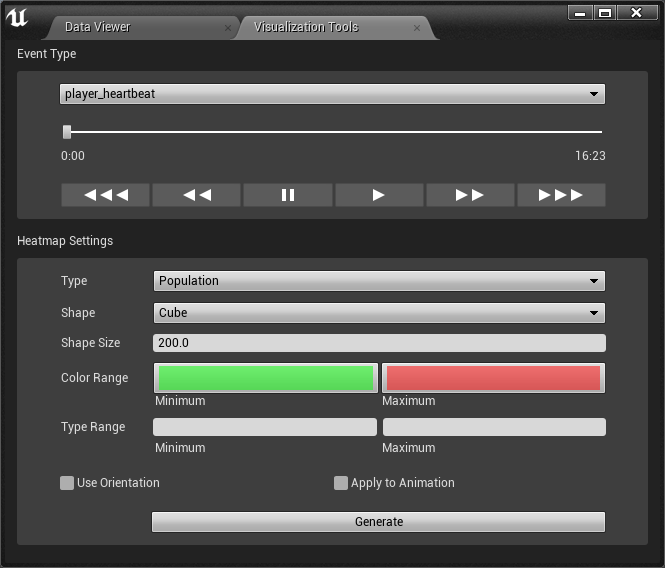 Data Viewer
Visualization Tools
Event Type
player_heartbeat
0:00
16:23
Heatmap Settings
Type
Population
Shape
Cube
Shape Size
200.0
Color Range
Minimum
Maximum
Type Range
Minimum
Maximum
Use Orientation
Apply to Animation
Generate